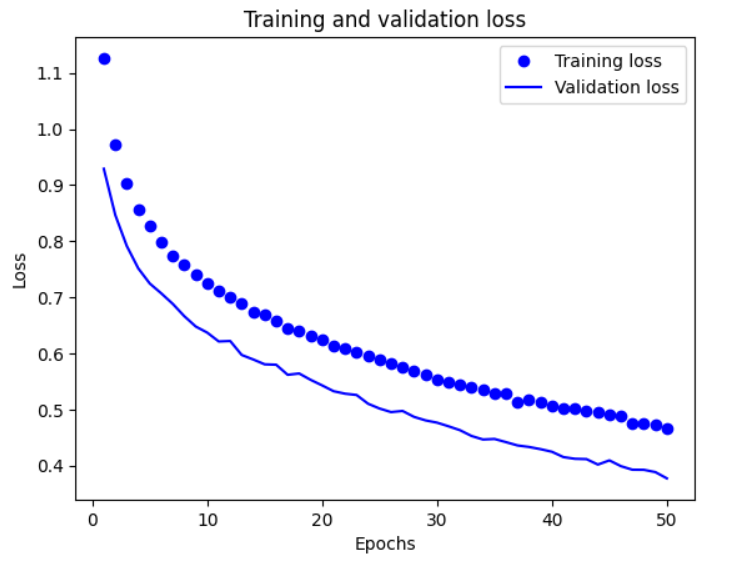 Training and validation loss
Training loss
Validation loss
1.1
1.0
0.9
0.8
0.7
0.6
0.5
0.4
Loss
0 10 20 30 40 50
Epochs